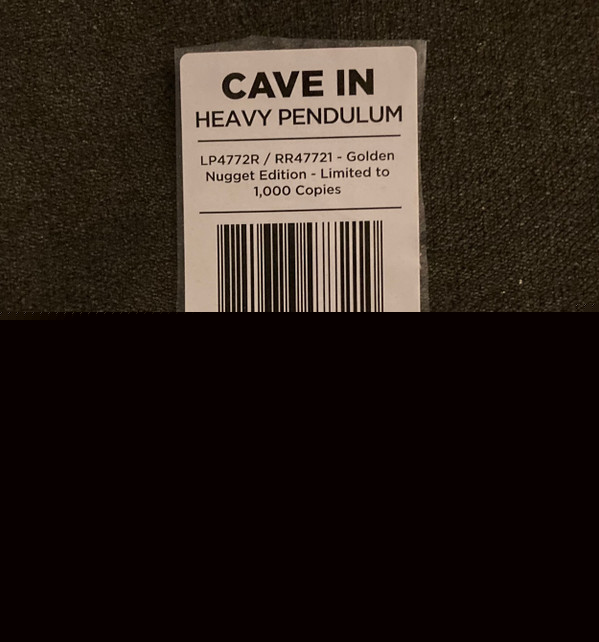 CAVE IN
HEAVY PENDULUM
LP4772R / RR47721 - Golden
Nugget Edition - Limited to
1,000 Copies